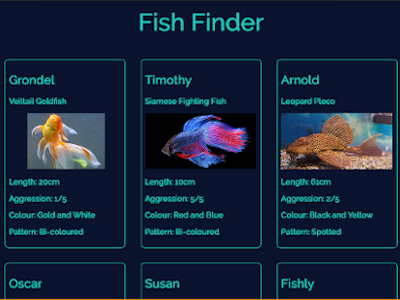 Fish Finder
Grondel
Veiltail Goldfish
Length: 20cm
Aggression: 1/5
Colour: Gold and White
Pattern: Bi-coloured
Timothy
Siamese Fighting Fish
Length: 10cm
Aggression: 5/5
Colour: Red and Blue
Pattern: Bi-coloured
Arnold
Leopard Pleco
Length: 61cm
Aggression: 2/5
Colour: Black and Yellow
Pattern: Spotted
Oscar
Susan
Fishly